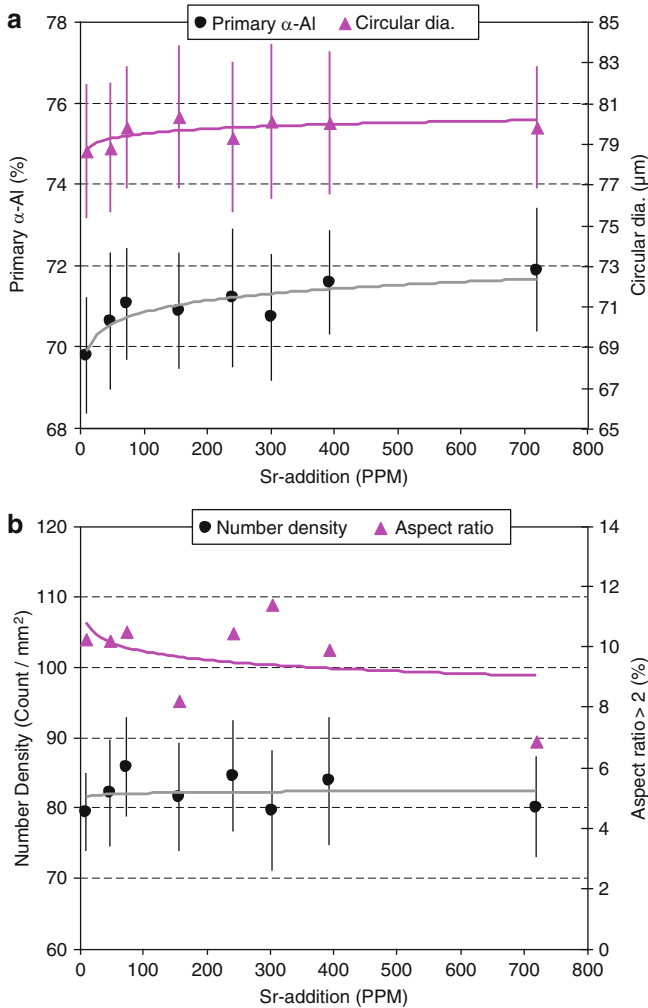 a
Primary α-Al Circular dia.
78
76
74
72
70
68
Primary α-Al (%)
85
83
81
79
77
75
73
71
69
67
65
Circular dia. (μm)
0 100 200 300 400 500 600 700 800
Sr-addition (PPM)
b
Number density Aspect ratio
120
110
100
90
80
70
60
Number Density (Count / mm²)
14
12
10
8
6
4
2
0
Aspect ratio > 2 (%)
0 100 200 300 400 500 600 700 800
Sr-addition (PPM)